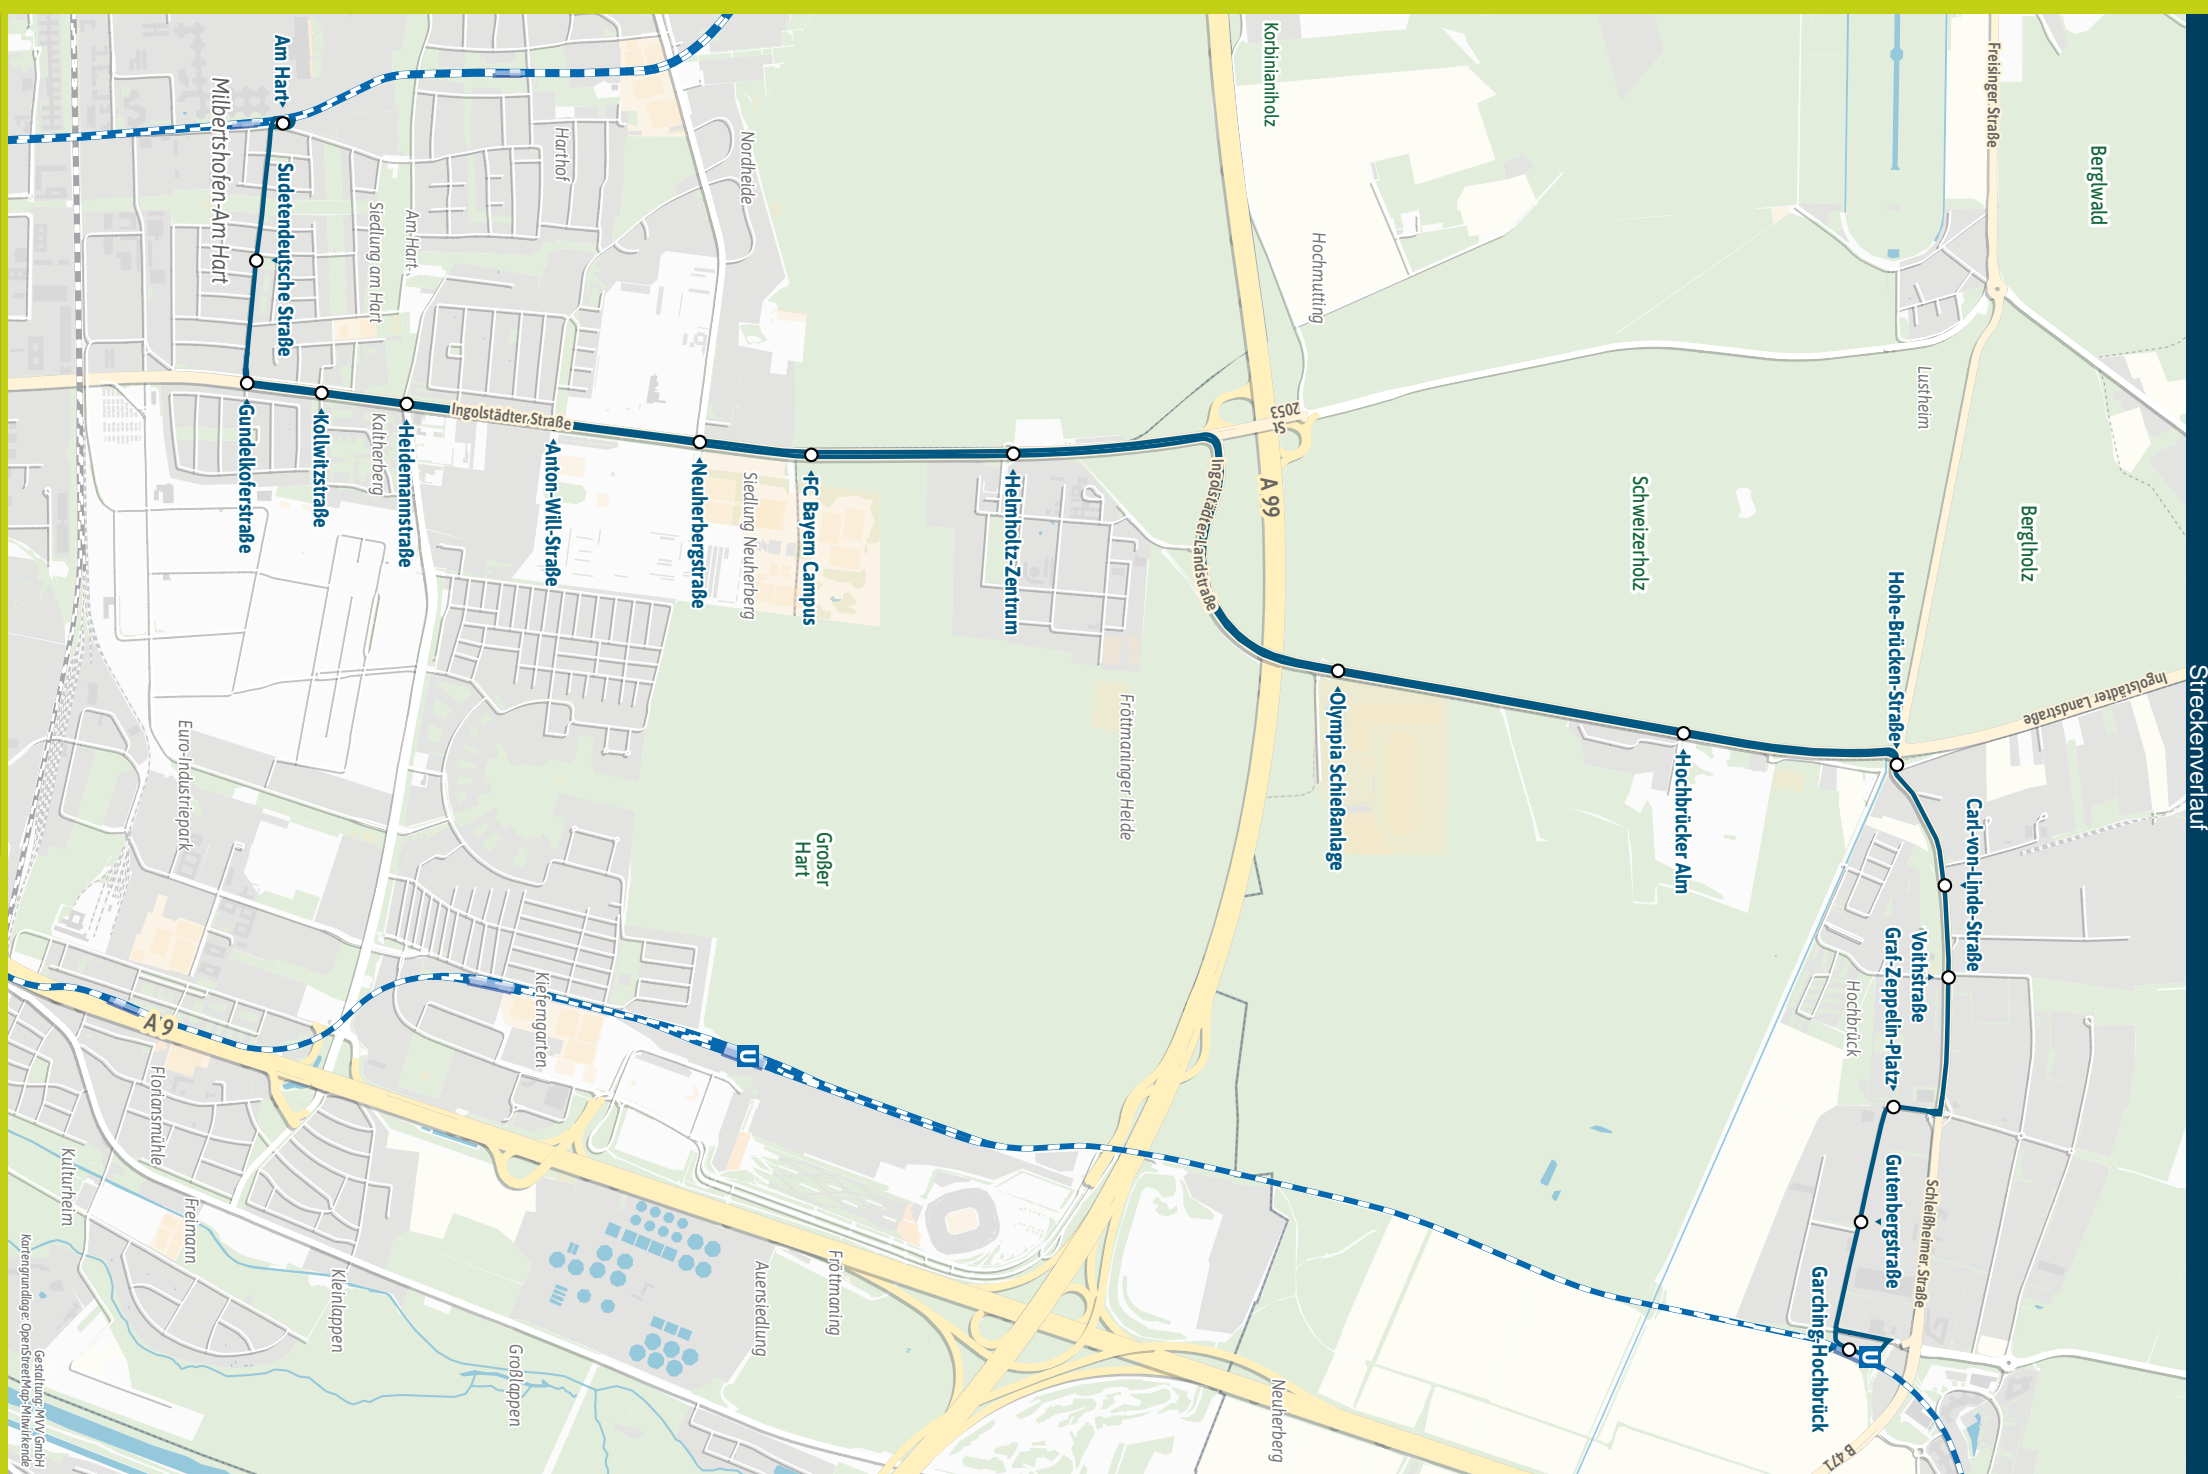 Streckenverlauf
Freisinger Straße
Berglwald
Korbinianiholz
Am Hart
Milbertshofen-Am Hart
Sudetendeutsche Straße
Siedlung am Hart
Am Hart
Harthof
Nordheide
Hochmutting
Lustheim
Berglholz
Schweizerholz
St
2053
A 99
Ingolstädter Straße
Gundelkoferstraße
Kollwitzstraße
Kaltherberg
Heidemannstraße
Anton-Will-Straße
Neuherbergstraße
Siedlung Neuherberg
FC Bayern Campus
Helmholtz-Zentrum
Ingolstädter Landstraße
Olympia Schießanlage
Hochbrücker Alm
Hohe-Brücken-Straße
Ingolstädter Landstraße
Carl-von-Linde-Straße
Voithstraße
Graf-Zeppelin-Platz
Hochbrück
Gutenbergstraße
Schleißheimer Straße
Garching-Hochbrück
U
B 471
Fröttmaninger Heide
Großer
Hart
Euro-Industriepark
Kieferngarten
U
A 9
Floriansmühle
Kulturheim
Freimann
Kleinlappen
Großlappen
Auensiedlung
Fröttmaning
Neuherberg
Gestaltung: MVV GmbH
Kartengrundlage: OpenStreetMap-Mitwirkende